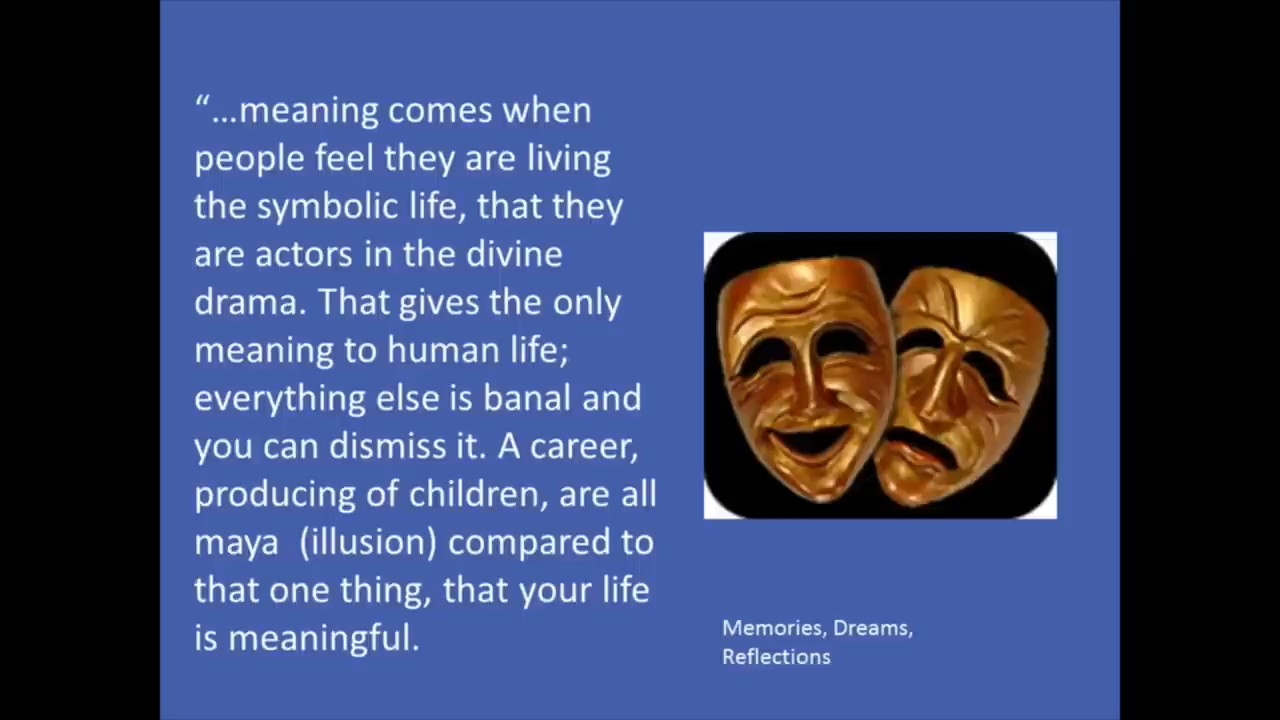 “...meaning comes when
people feel they are living
the symbolic life, that they
are actors in the divine
drama. That gives the only
meaning to human life;
everything else is banal and
you can dismiss it. A career,
producing of children, are all
maya  (illusion) compared to
that one thing, that your life
is meaningful.
Memories, Dreams,
Reflections